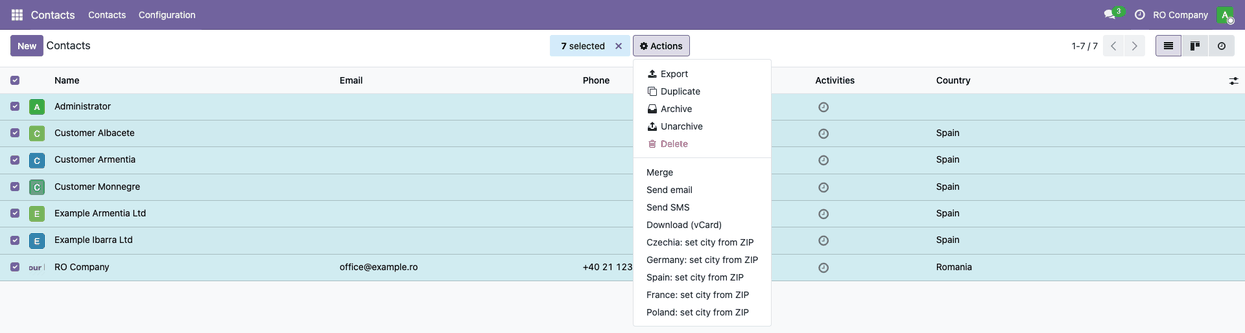 Contacts Contacts Configuration 3 RO Company A
New Contacts 7 selected Actions 1-7 / 7
Name Email Phone Activities Country
A Administrator
C Customer Albacete Spain
C Customer Armentia Spain
C Customer Monnegre Spain
E Example Armentia Ltd Spain
E Example Ibarra Ltd Spain
our RO Company office@example.ro +40 21 123 Romania
Export
Duplicate
Archive
Unarchive
Delete
Merge
Send email
Send SMS
Download (vCard)
Czechia: set city from ZIP
Germany: set city from ZIP
Spain: set city from ZIP
France: set city from ZIP
Poland: set city from ZIP